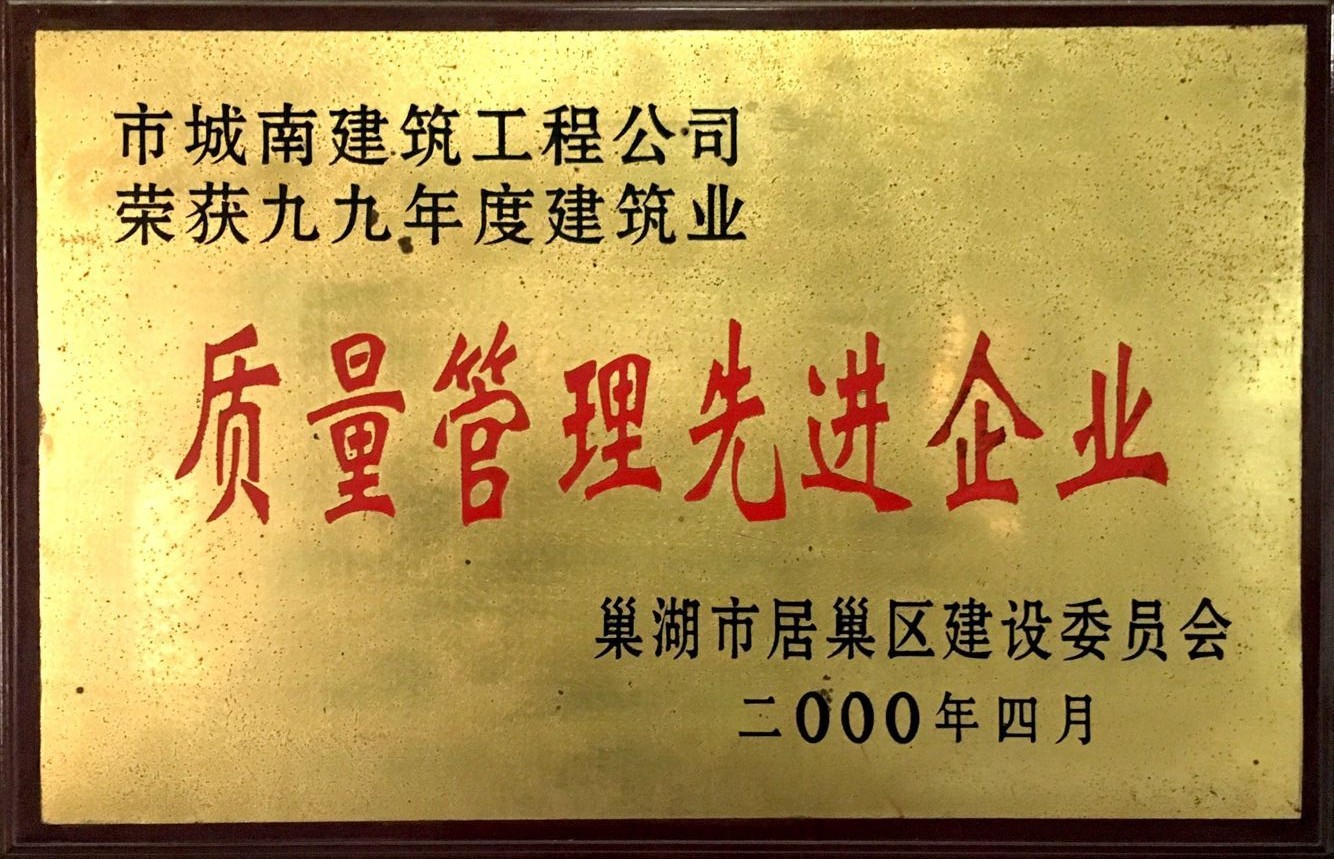 市城南建筑工程公司
荣获九九年度建筑业
质量管理先进企业
巢湖市居巢区建设委员会
二000年四月